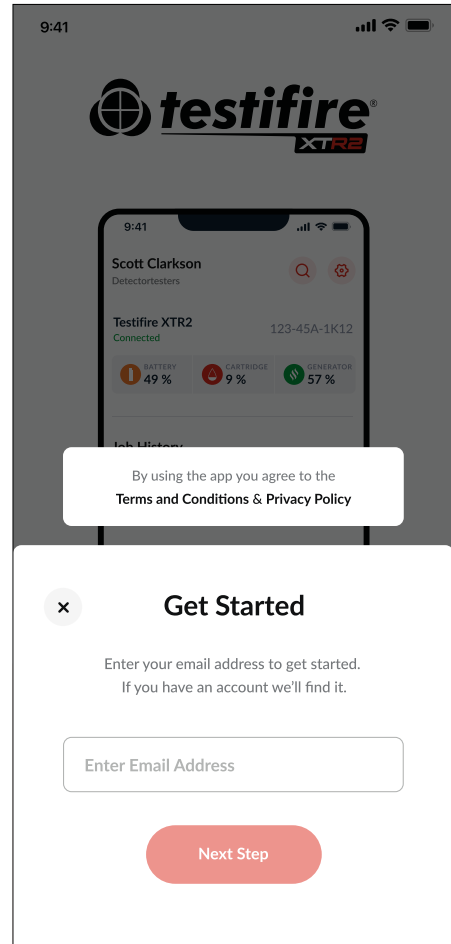 9:41
testifire®
XTR2
9:41
Scott Clarkson
Detectortesters
Testifire XTR2
123-45A-1K12
Connected
BATTERY
49 %
CARTRIDGE
9 %
GENERATOR
57 %
Job History
By using the app you agree to the
Terms and Conditions & Privacy Policy
Get Started
Enter your email address to get started.
If you have an account we’ll find it.
Enter Email Address
Next Step